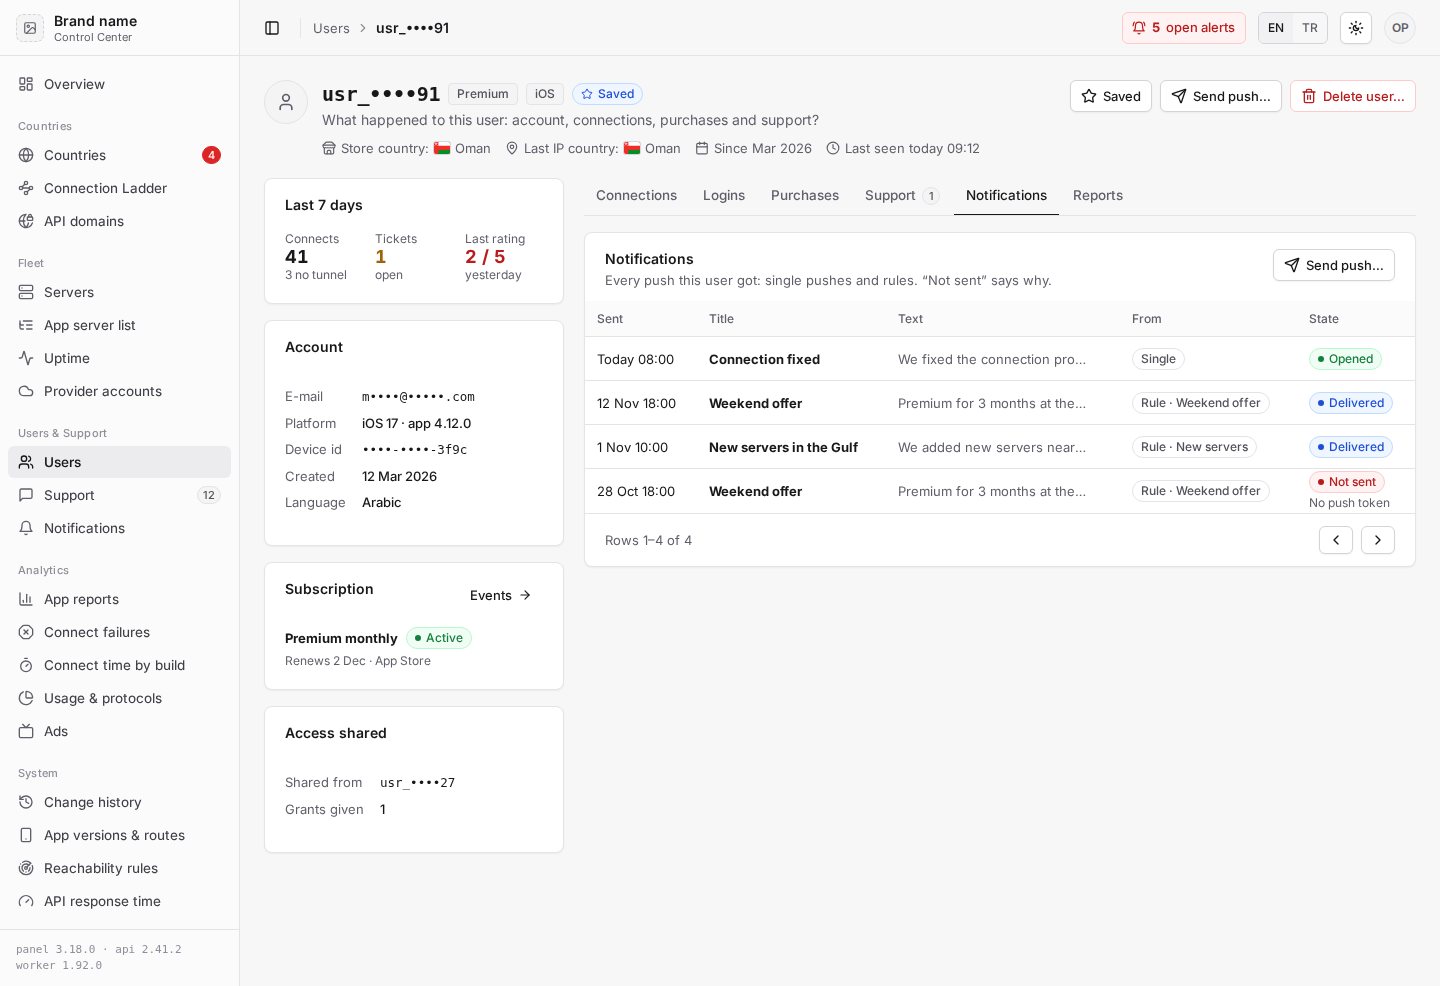 Brand name
Control Center
Overview
Countries
Countries 4
Connection Ladder
API domains
Fleet
Servers
App server list
Uptime
Provider accounts
Users & Support
Users
Support 12
Notifications
Analytics
App reports
Connect failures
Connect time by build
Usage & protocols
Ads
System
Change history
App versions & routes
Reachability rules
API response time
panel 3.18.0 · api 2.41.2
worker 1.92.0
Users > usr_••••91
5 open alerts
EN TR
OP
usr_••••91 Premium iOS Saved
What happened to this user: account, connections, purchases and support?
Store country: Oman Last IP country: Oman Since Mar 2026 Last seen today 09:12
Saved Send push... Delete user...
Last 7 days
Connects Tickets Last rating
41 1 2 / 5
3 no tunnel open yesterday
Account
E-mail m••••@•••••.com
Platform iOS 17 · app 4.12.0
Device id ••••-••••-3f9c
Created 12 Mar 2026
Language Arabic
Subscription Events →
Premium monthly Active
Renews 2 Dec · App Store
Access shared
Shared from usr_••••27
Grants given 1
Connections Logins Purchases Support 1 Notifications Reports
Notifications
Every push this user got: single pushes and rules. “Not sent” says why.
Send push...
Sent Title Text From State
Today 08:00 Connection fixed We fixed the connection pro... Single Opened
12 Nov 18:00 Weekend offer Premium for 3 months at the... Rule · Weekend offer Delivered
1 Nov 10:00 New servers in the Gulf We added new servers near... Rule · New servers Delivered
28 Oct 18:00 Weekend offer Premium for 3 months at the... Rule · Weekend offer Not sent
No push token
Rows 1–4 of 4